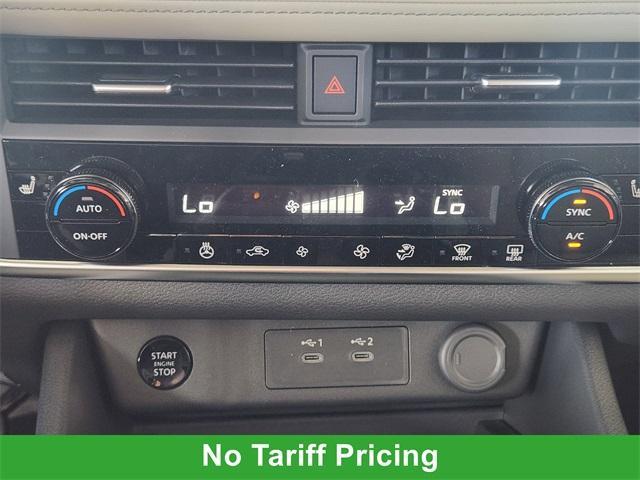 SYNC
Lo
Lo
AUTO
ON·OFF
SYNC
A/C
FRONT
REAR
1
2
START
ENGINE
STOP
No Tariff Pricing